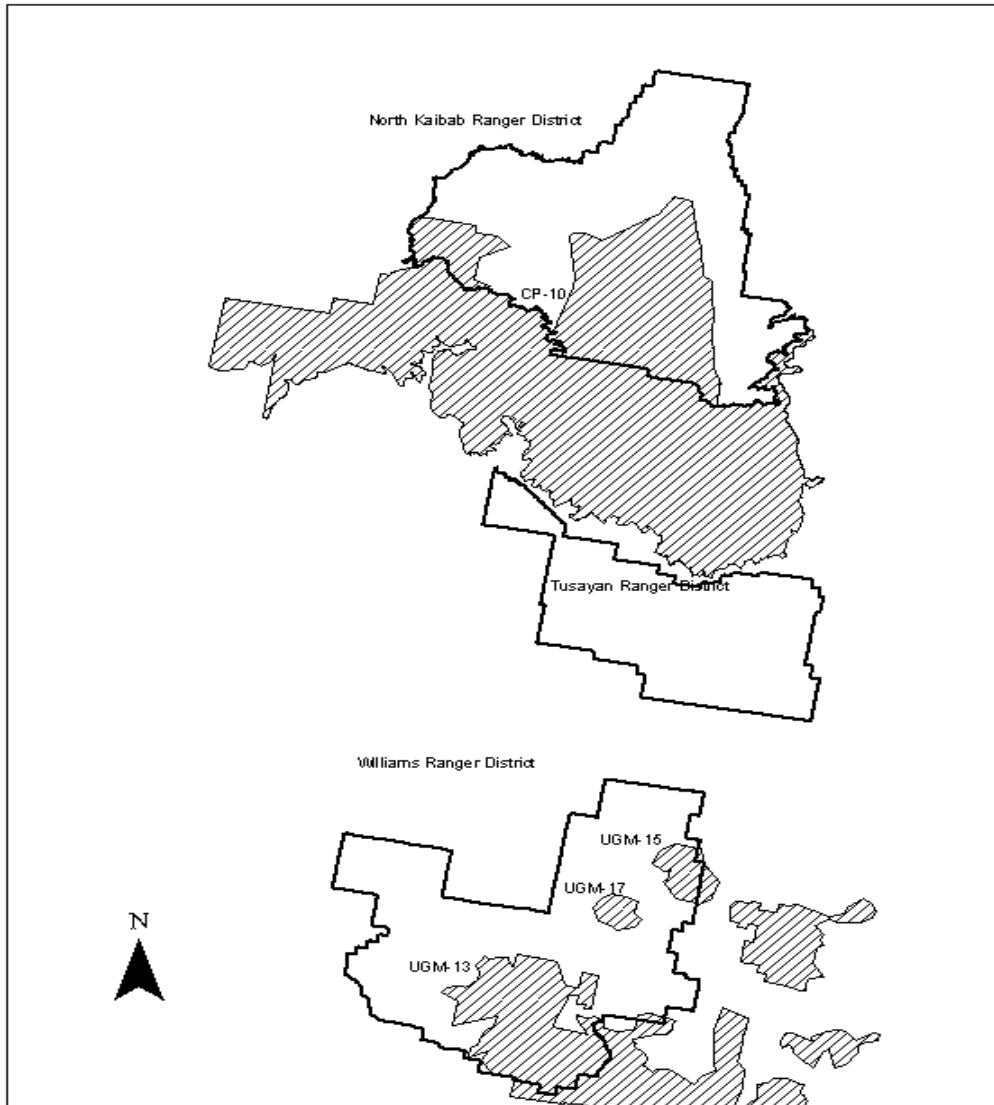 North Kaibab Ranger District
CP-10
Tusayan Ranger District
Williams Ranger District
UGM-15
UGM-17
N
UGM-13